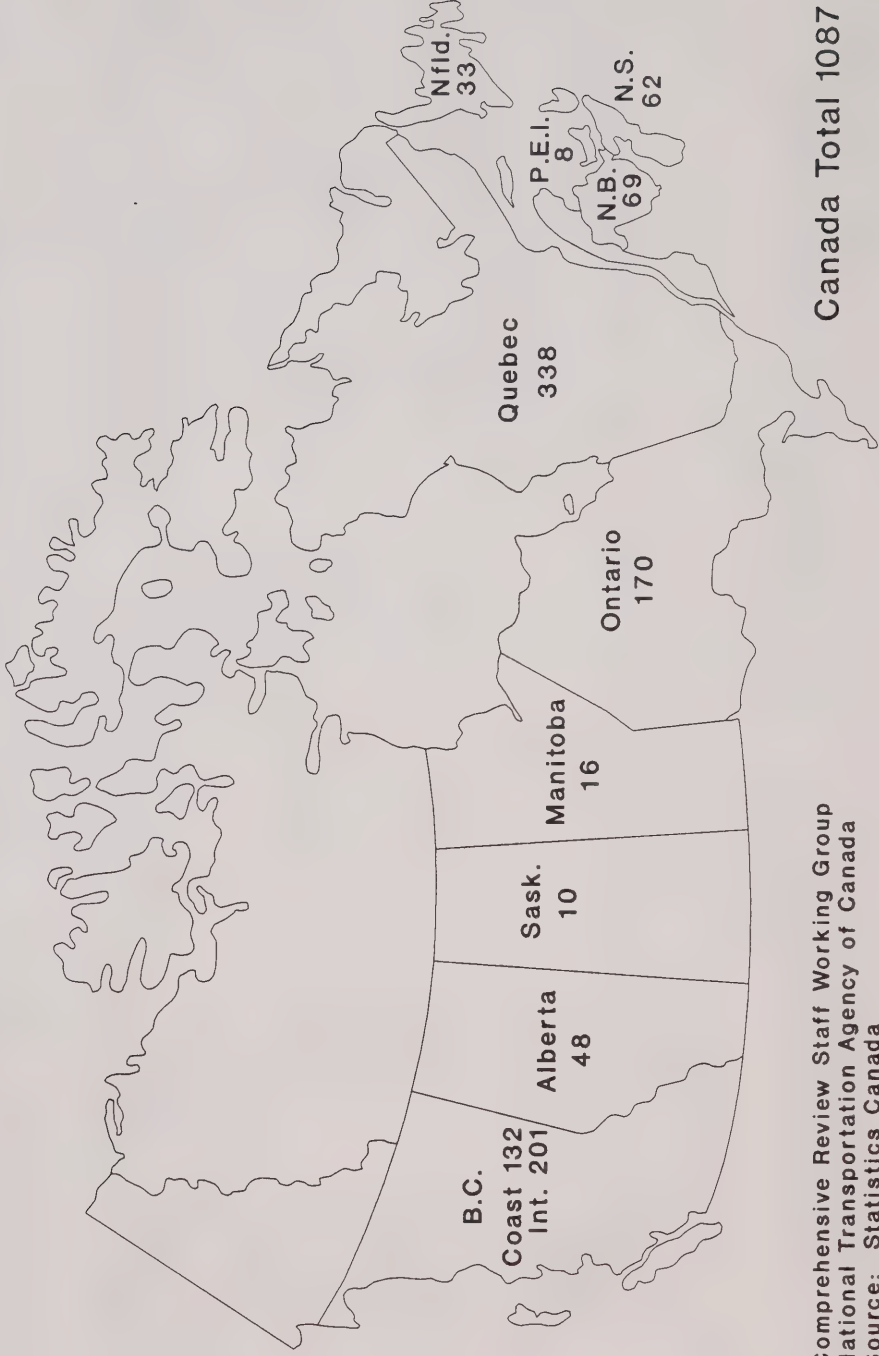 B.C.
Coast 132
Int. 201
Alberta
48
Sask.
10
Manitoba
16
Ontario
170
Quebec
338
Nfld.
33
P.E.I.
8
N.B.
69
N.S.
62
Canada Total 1087
Comprehensive Review Staff Working Group
National Transportation Agency of Canada
Source: Statistics Canada